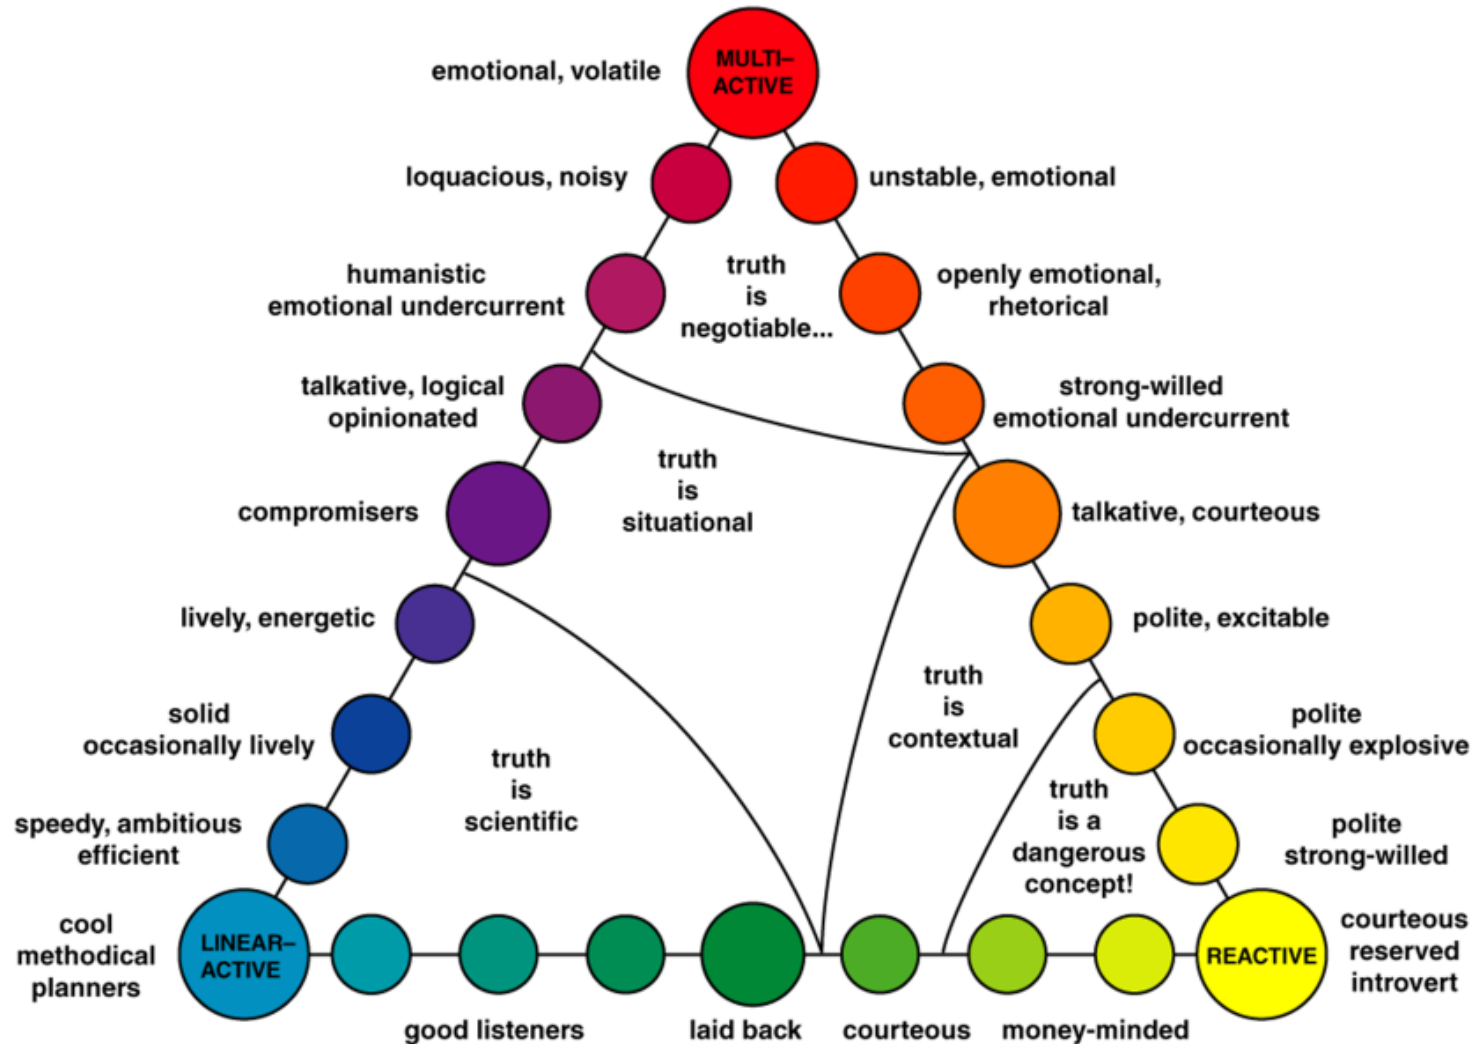 MULTI–
ACTIVE
emotional, volatile
loquacious, noisy
unstable, emotional
humanistic
emotional undercurrent
truth
is
negotiable...
openly emotional,
rhetorical
talkative, logical
opinionated
strong-willed
emotional undercurrent
truth
is
situational
compromisers
talkative, courteous
lively, energetic
polite, excitable
truth
is
contextual
solid
occasionally lively
polite
occasionally explosive
truth
is
scientific
truth
is a
dangerous
concept!
speedy, ambitious
efficient
polite
strong-willed
cool
methodical
planners
LINEAR–
ACTIVE
REACTIVE
courteous
reserved
introvert
good listeners
laid back
courteous
money-minded